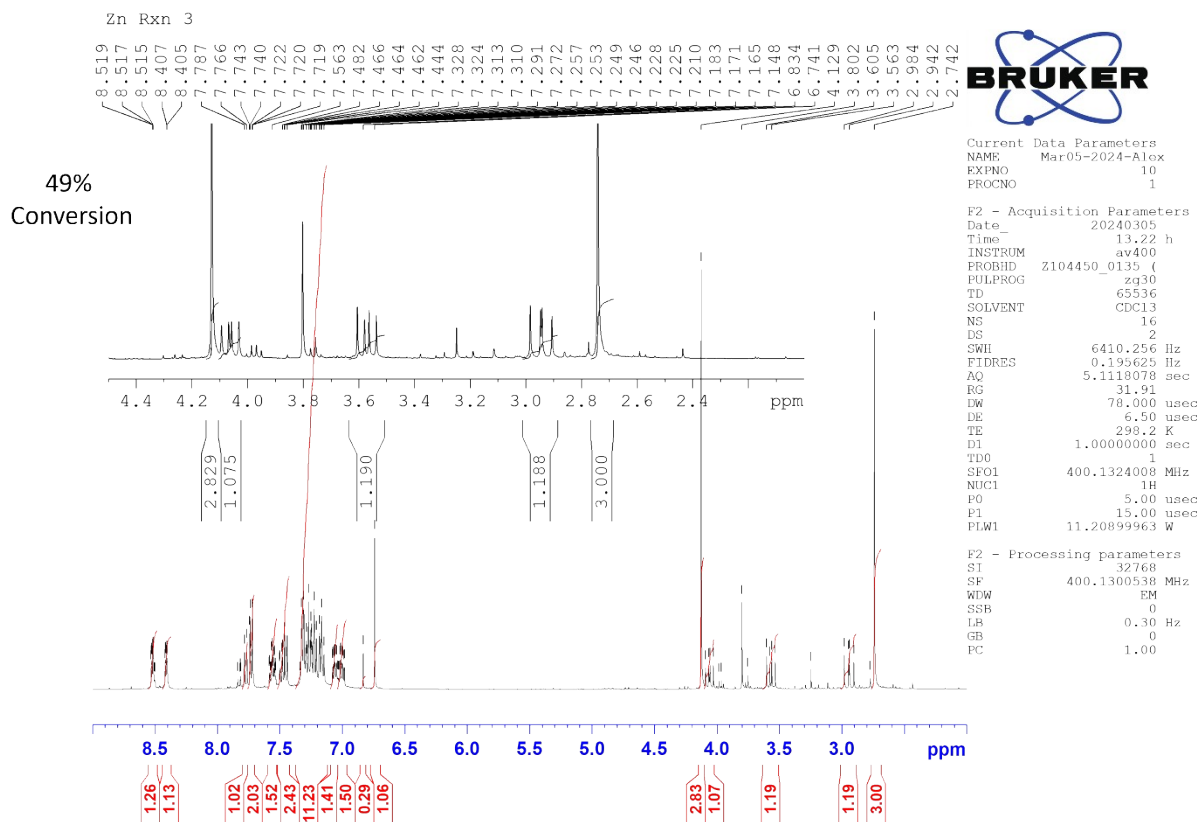 Zn Rxn 3
8.519
8.517
8.515
8.407
8.405
7.787
7.766
7.743
7.740
7.722
7.720
7.719
7.563
7.482
7.466
7.464
7.462
7.444
7.328
7.324
7.313
7.310
7.291
7.272
7.257
7.253
7.249
7.246
7.228
7.225
7.210
7.183
7.171
7.165
7.148
6.834
6.741
4.129
3.802
3.605
3.563
2.984
2.942
2.742
BRUKER
49%
Conversion
Current Data Parameters
NAME Mar05-2024-Alox
EXPNO 10
PROCNO 1
F2 - Acquisition Parameters
Date_ 20240305
Time 13.22 h
INSTRUM av400
PROBHD Z104450_0135 (
PULPROG zg30
TD 65536
SOLVENT CDCl3
NS 16
DS 2
SWH 6410.256 Hz
FIDRES 0.195625 Hz
AQ 5.1118078 sec
RG 31.91
DW 78.000 usec
DE 6.50 usec
TE 298.2 K
D1 1.00000000 sec
TD0 1
SFO1 400.1324008 MHz
NUC1 1H
P0 5.00 usec
P1 15.00 usec
PLW1 11.20899963 W
F2 - Processing parameters
SI 32768
SF 400.1300538 MHz
WDW EM
SSB 0
LB 0.30 Hz
GB 0
PC 1.00
4.4 4.2 4.0 3.8 3.6 3.4 3.2 3.0 2.8 2.6 2.4 ppm
2.829
1.075
1.190
1.188
3.000
8.5 8.0 7.5 7.0 6.5 6.0 5.5 5.0 4.5 4.0 3.5 3.0 ppm
1.26
1.13
1.02
2.03
1.52
2.43
11.23
1.41
1.50
0.29
1.06
2.83
1.07
1.19
1.19
3.00